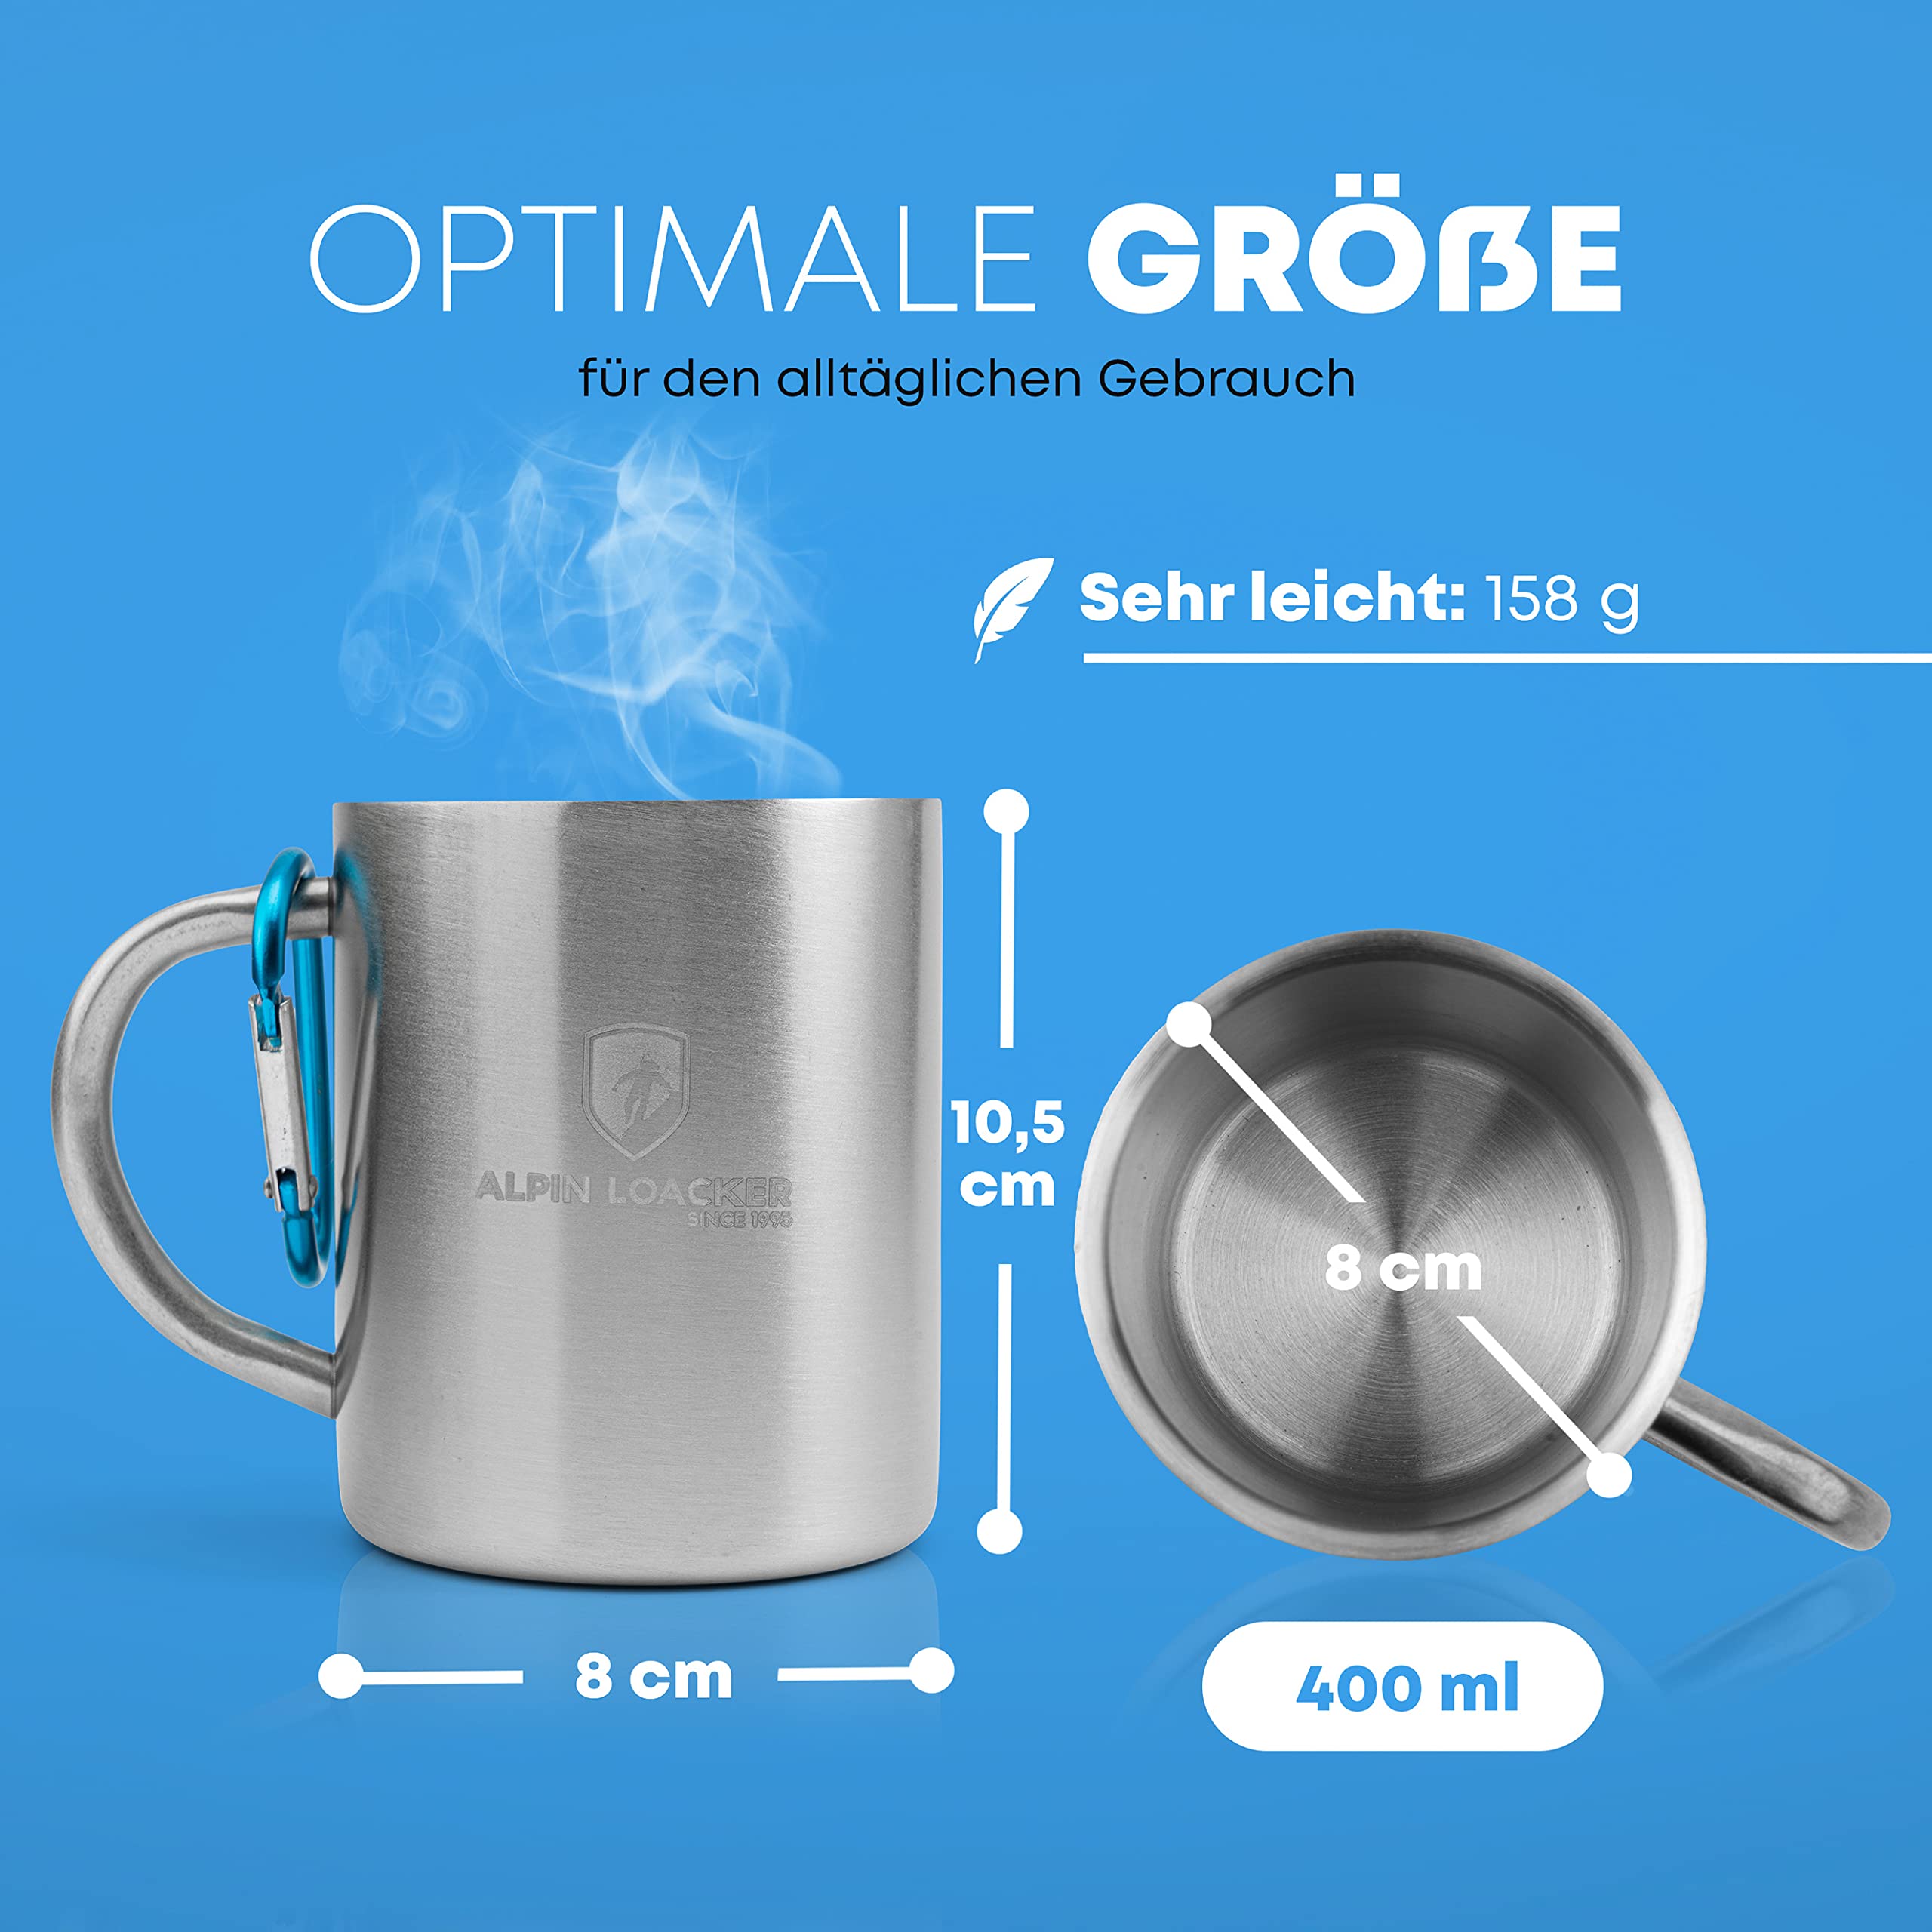 OPTIMALE GRÖßE
für den alltäglichen Gebrauch
Sehr leicht: 158 g
10,5
cm
ALPIN LOACKER
SINCE 1995
8 cm
8 cm
400 ml